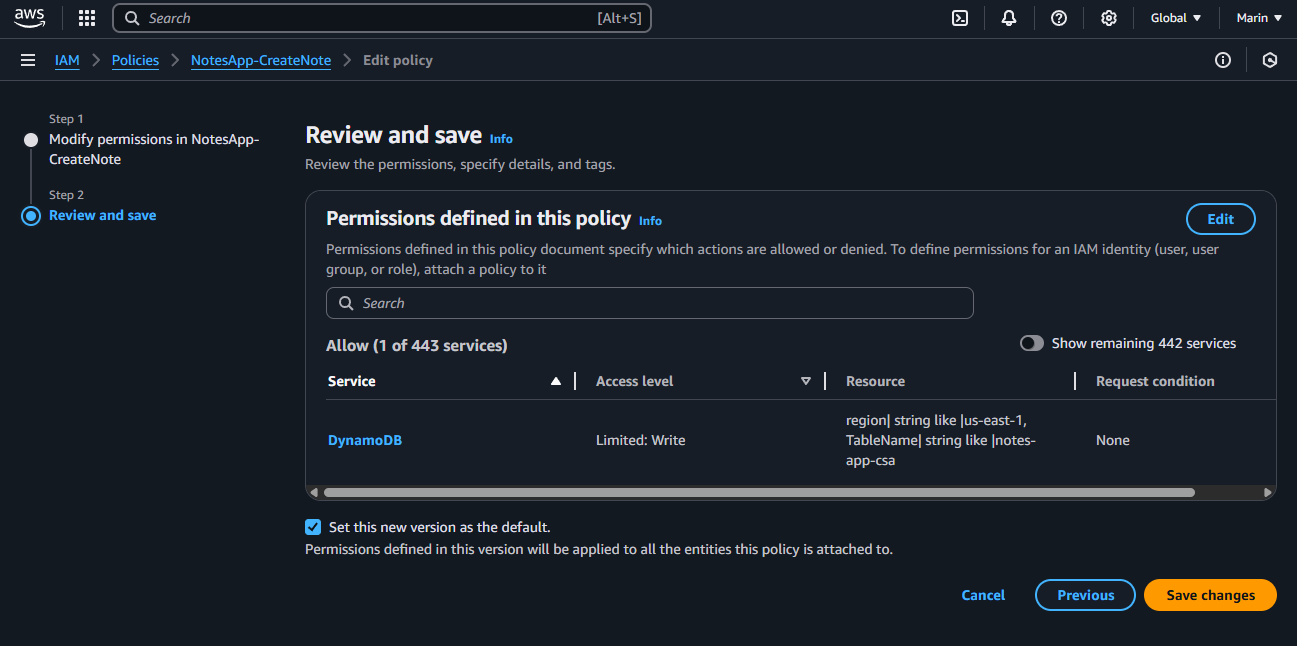 aws
Search
[Alt+S]
Global
Marin
IAM
Policies
NotesApp-CreateNote
Edit policy
Step 1
Modify permissions in NotesApp-
CreateNote
Step 2
Review and save
Review and save Info
Review the permissions, specify details, and tags.
Permissions defined in this policy Info
Edit
Permissions defined in this policy document specify which actions are allowed or denied. To define permissions for an IAM identity (user, user
group, or role), attach a policy to it
Search
Allow (1 of 443 services)
Show remaining 442 services
Service
Access level
Resource
Request condition
DynamoDB
Limited: Write
region| string like |us-east-1,
TableName| string like |notes-
app-csa
None
Set this new version as the default.
Permissions defined in this version will be applied to all the entities this policy is attached to.
Cancel
Previous
Save changes